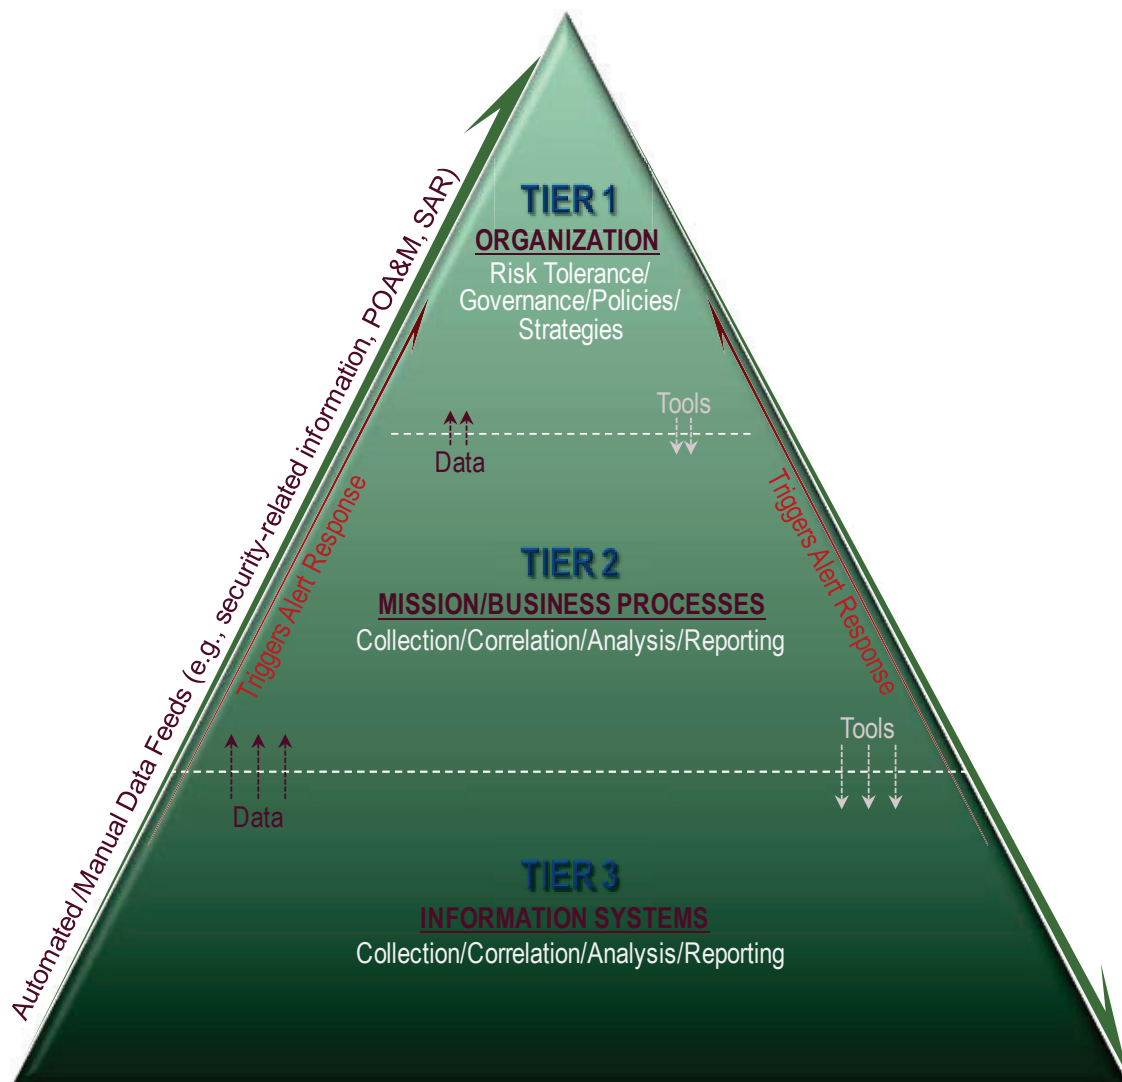 TIER 1
ORGANIZATION
Risk Tolerance/
Governance/Policies/
Strategies
Automated /Manual Data Feeds (e.g., security-related information, POA&M, SAR)
Tools
Data
Triggers Alert Response
Triggers Alert Response
TIER 2
MISSION/BUSINESS PROCESSES
Collection/Correlation/Analysis/Reporting
Tools
Data
TIER 3
INFORMATION SYSTEMS
Collection/Correlation/Analysis/Reporting